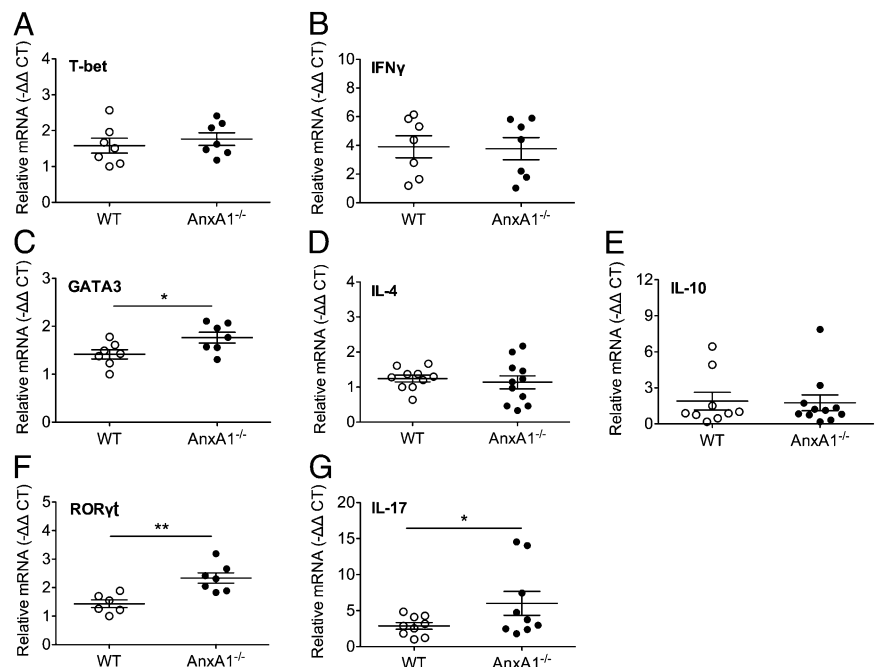 A
Relative mRNA (-ΔΔ CT)
T-bet
4
3
2
1
0
WT
AnxA1-/-
B
Relative mRNA (-ΔΔ CT)
IFNγ
10
8
6
4
2
0
WT
AnxA1-/-
C
Relative mRNA (-ΔΔ CT)
GATA3
*
3
2
1
0
WT
AnxA1-/-
D
Relative mRNA (-ΔΔ CT)
IL-4
4
3
2
1
0
WT
AnxA1-/-
E
Relative mRNA (-ΔΔ CT)
IL-10
12
9
6
3
0
WT
AnxA1-/-
F
Relative mRNA (-ΔΔ CT)
RORγt
**
5
4
3
2
1
0
WT
AnxA1-/-
G
Relative mRNA (-ΔΔ CT)
IL-17
*
20
15
10
5
0
WT
AnxA1-/-